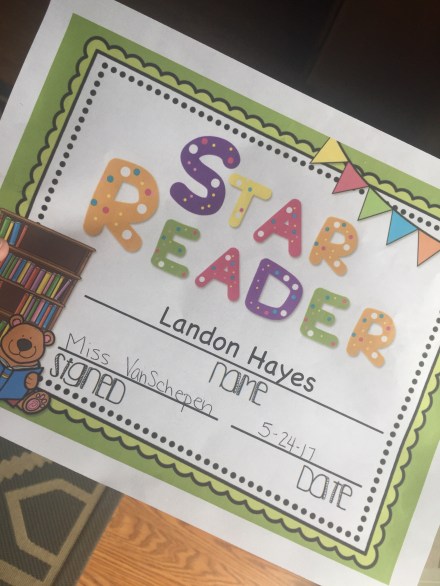 STAR
READER
Landon Hayes
NAME
Miss VanSchepen 5-24-17
SIGNED DATE